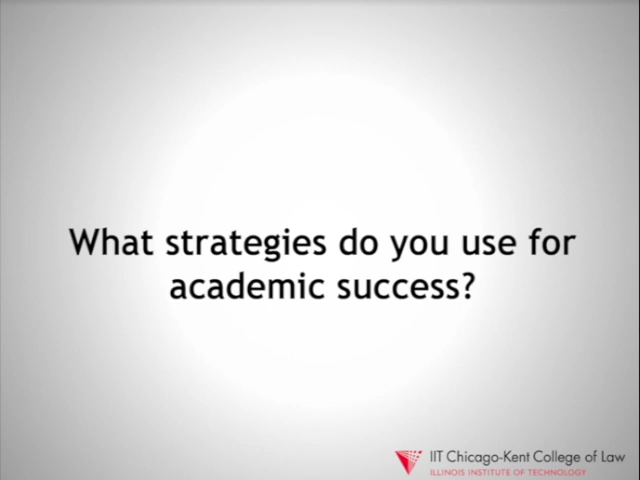 What strategies do you use for
academic success?
IIT Chicago-Kent College of Law
ILLINOIS INSTITUTE OF TECHNOLOGY